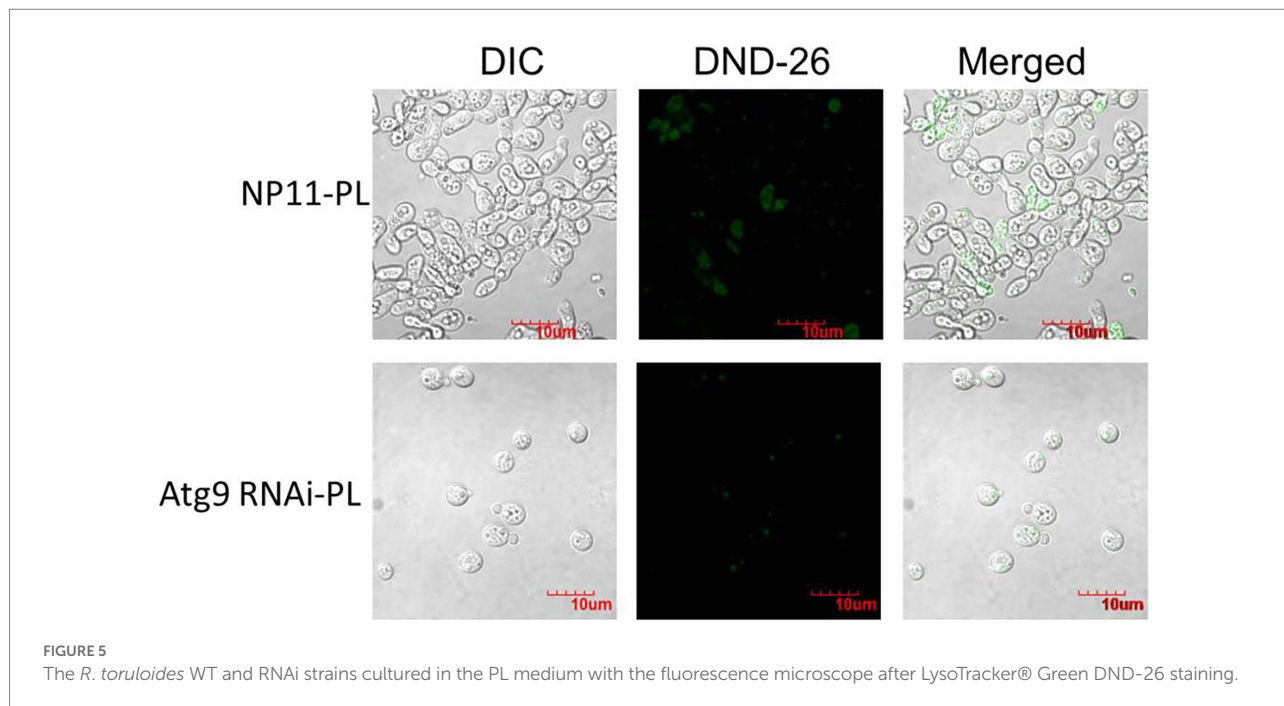 DIC DND-26 Merged
NP11-PL
10um 10um 10um
Atg9 RNAi-PL
10um 10um 10um
FIGURE 5
The R. toruloides WT and RNAi strains cultured in the PL medium with the fluorescence microscope after LysoTracker® Green DND-26 staining.